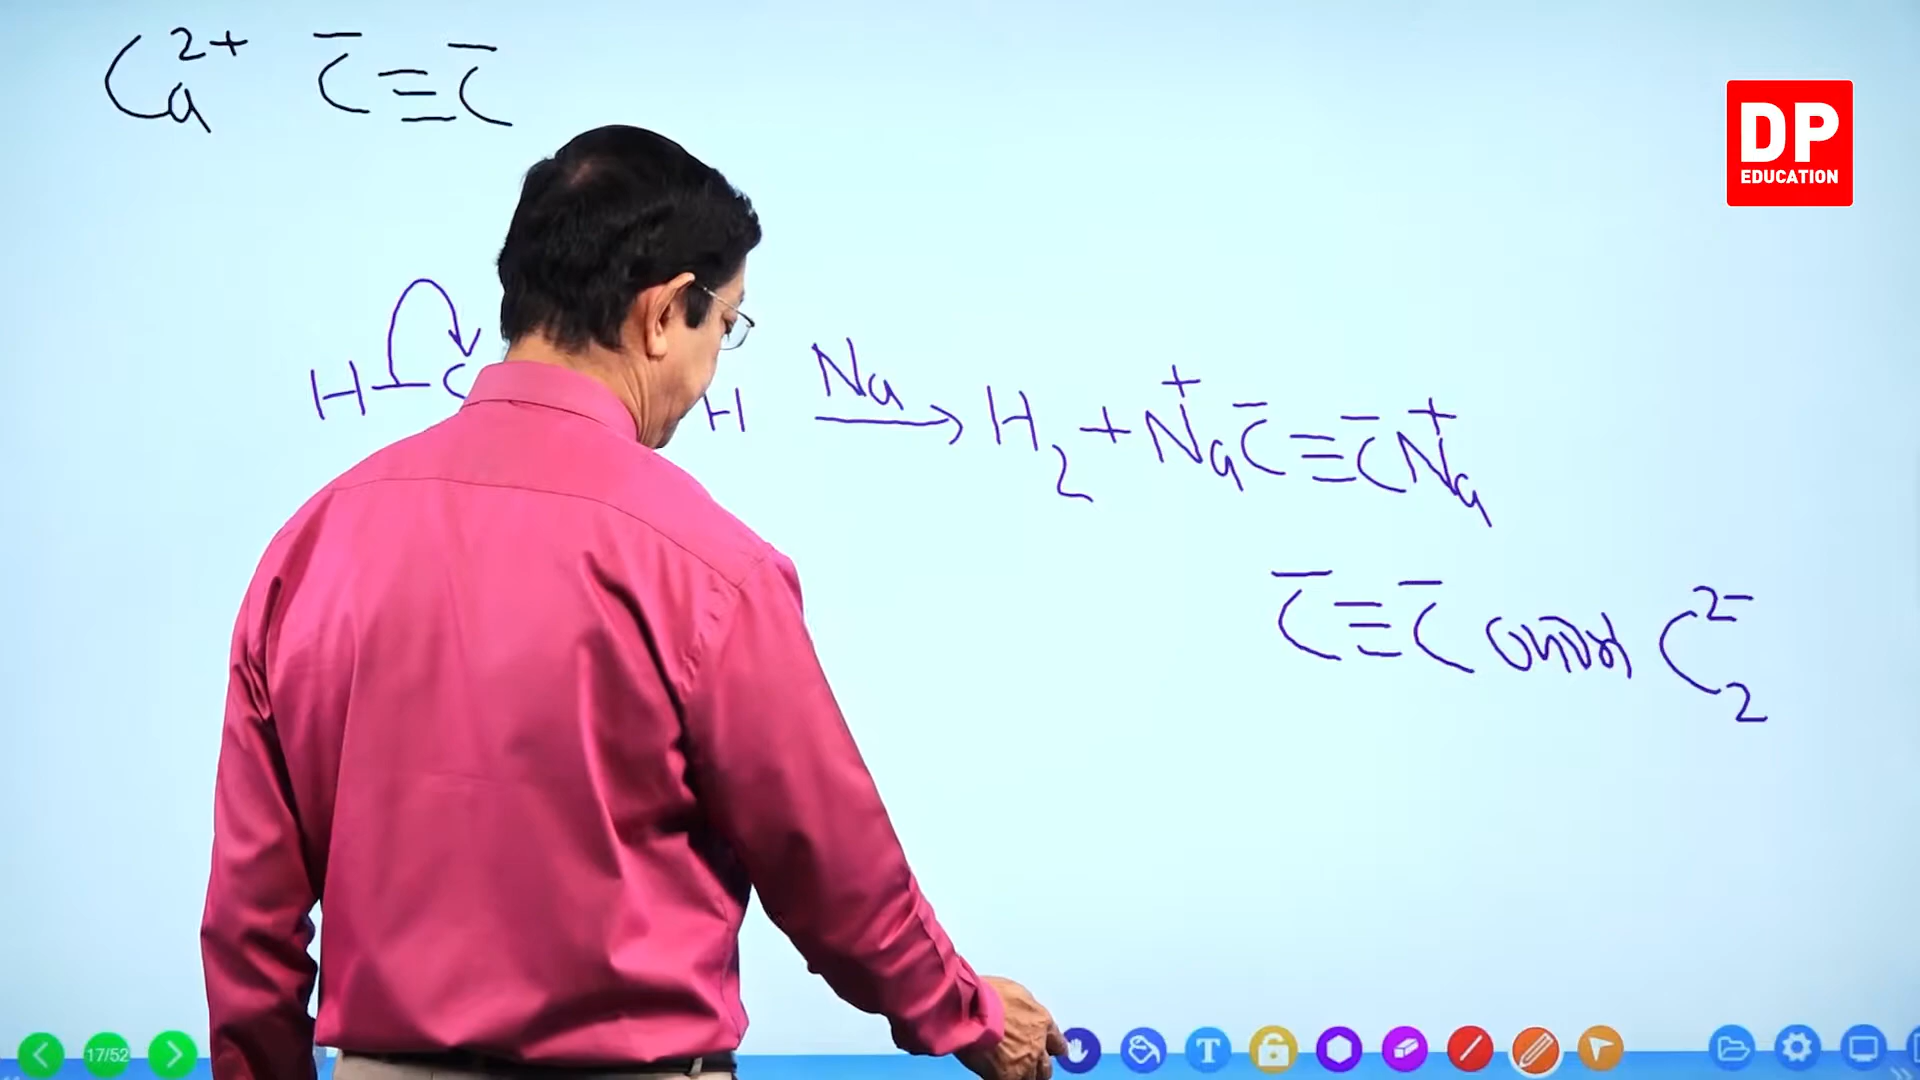 Ca²⁺ C̄≡C̄
DP
EDUCATION
H–C H Na → H₂ + Na⁺C̄≡C̄Na⁺
C̄≡C̄ C₂²⁻
17/52
T